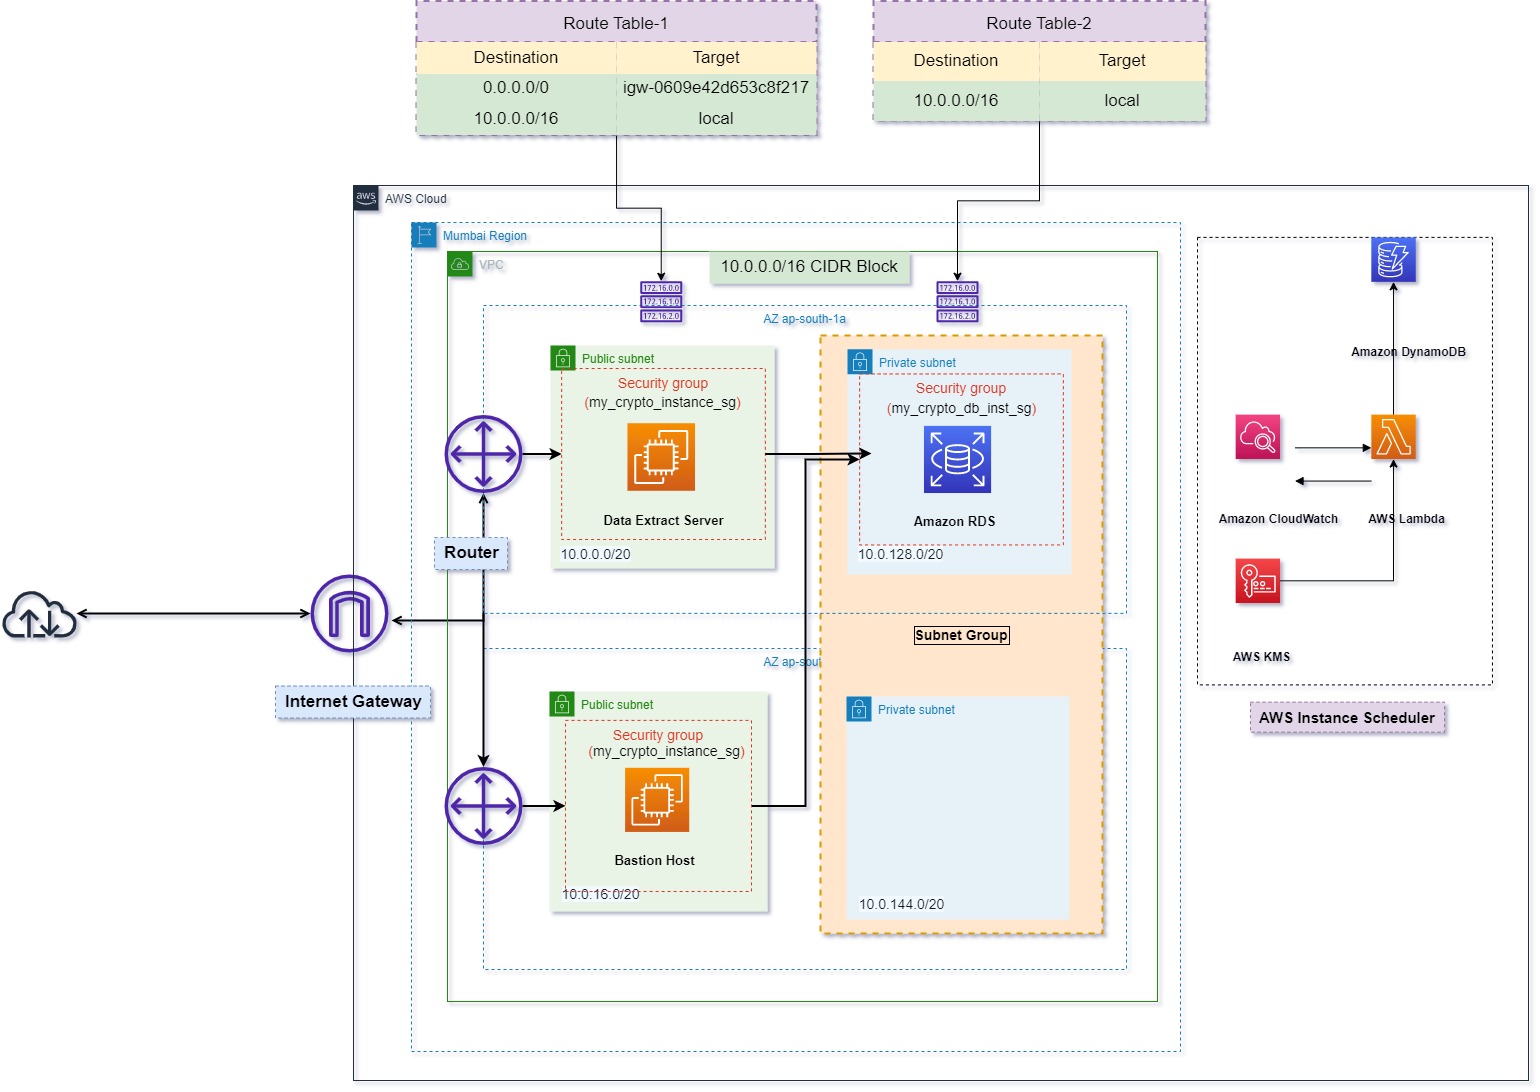 Route Table-1
Destination Target
0.0.0.0/0 igw-0609e42d653c8f217
10.0.0.0/16 local
Route Table-2
Destination Target
10.0.0.0/16 local
aws
AWS Cloud
Mumbai Region
VPC
10.0.0.0/16 CIDR Block
172.16.0.0
172.16.1.0
172.16.2.0
172.16.0.0
172.16.1.0
172.16.2.0
AZ ap-south-1a
Public subnet
Security group
(my_crypto_instance_sg)
Data Extract Server
10.0.0.0/20
Private subnet
Security group
(my_crypto_db_inst_sg)
Amazon RDS
10.0.128.0/20
Router
Internet Gateway
Subnet Group
AZ ap-sout
Public subnet
Security group
(my_crypto_instance_sg)
Bastion Host
10.0.16.0/20
Private subnet
10.0.144.0/20
Amazon DynamoDB
Amazon CloudWatch
AWS Lambda
AWS KMS
AWS Instance Scheduler